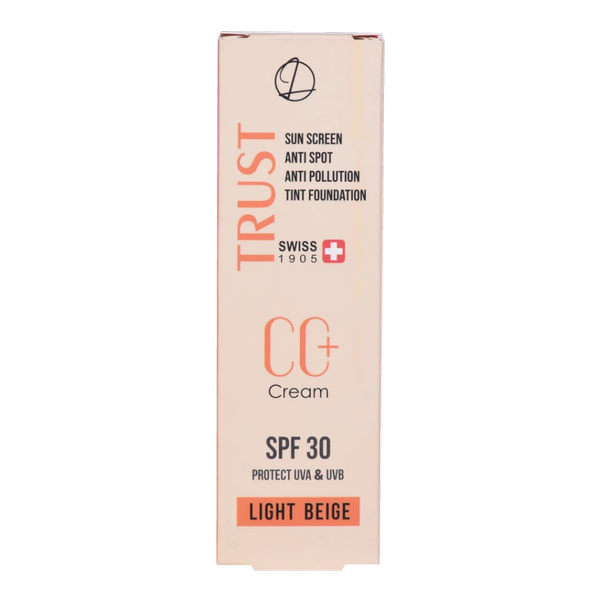 TRUST
SUN SCREEN
ANTI SPOT
ANTI POLLUTION
TINT FOUNDATION
SWISS
1905
CC+
Cream
SPF 30
PROTECT UVA & UVB
LIGHT BEIGE